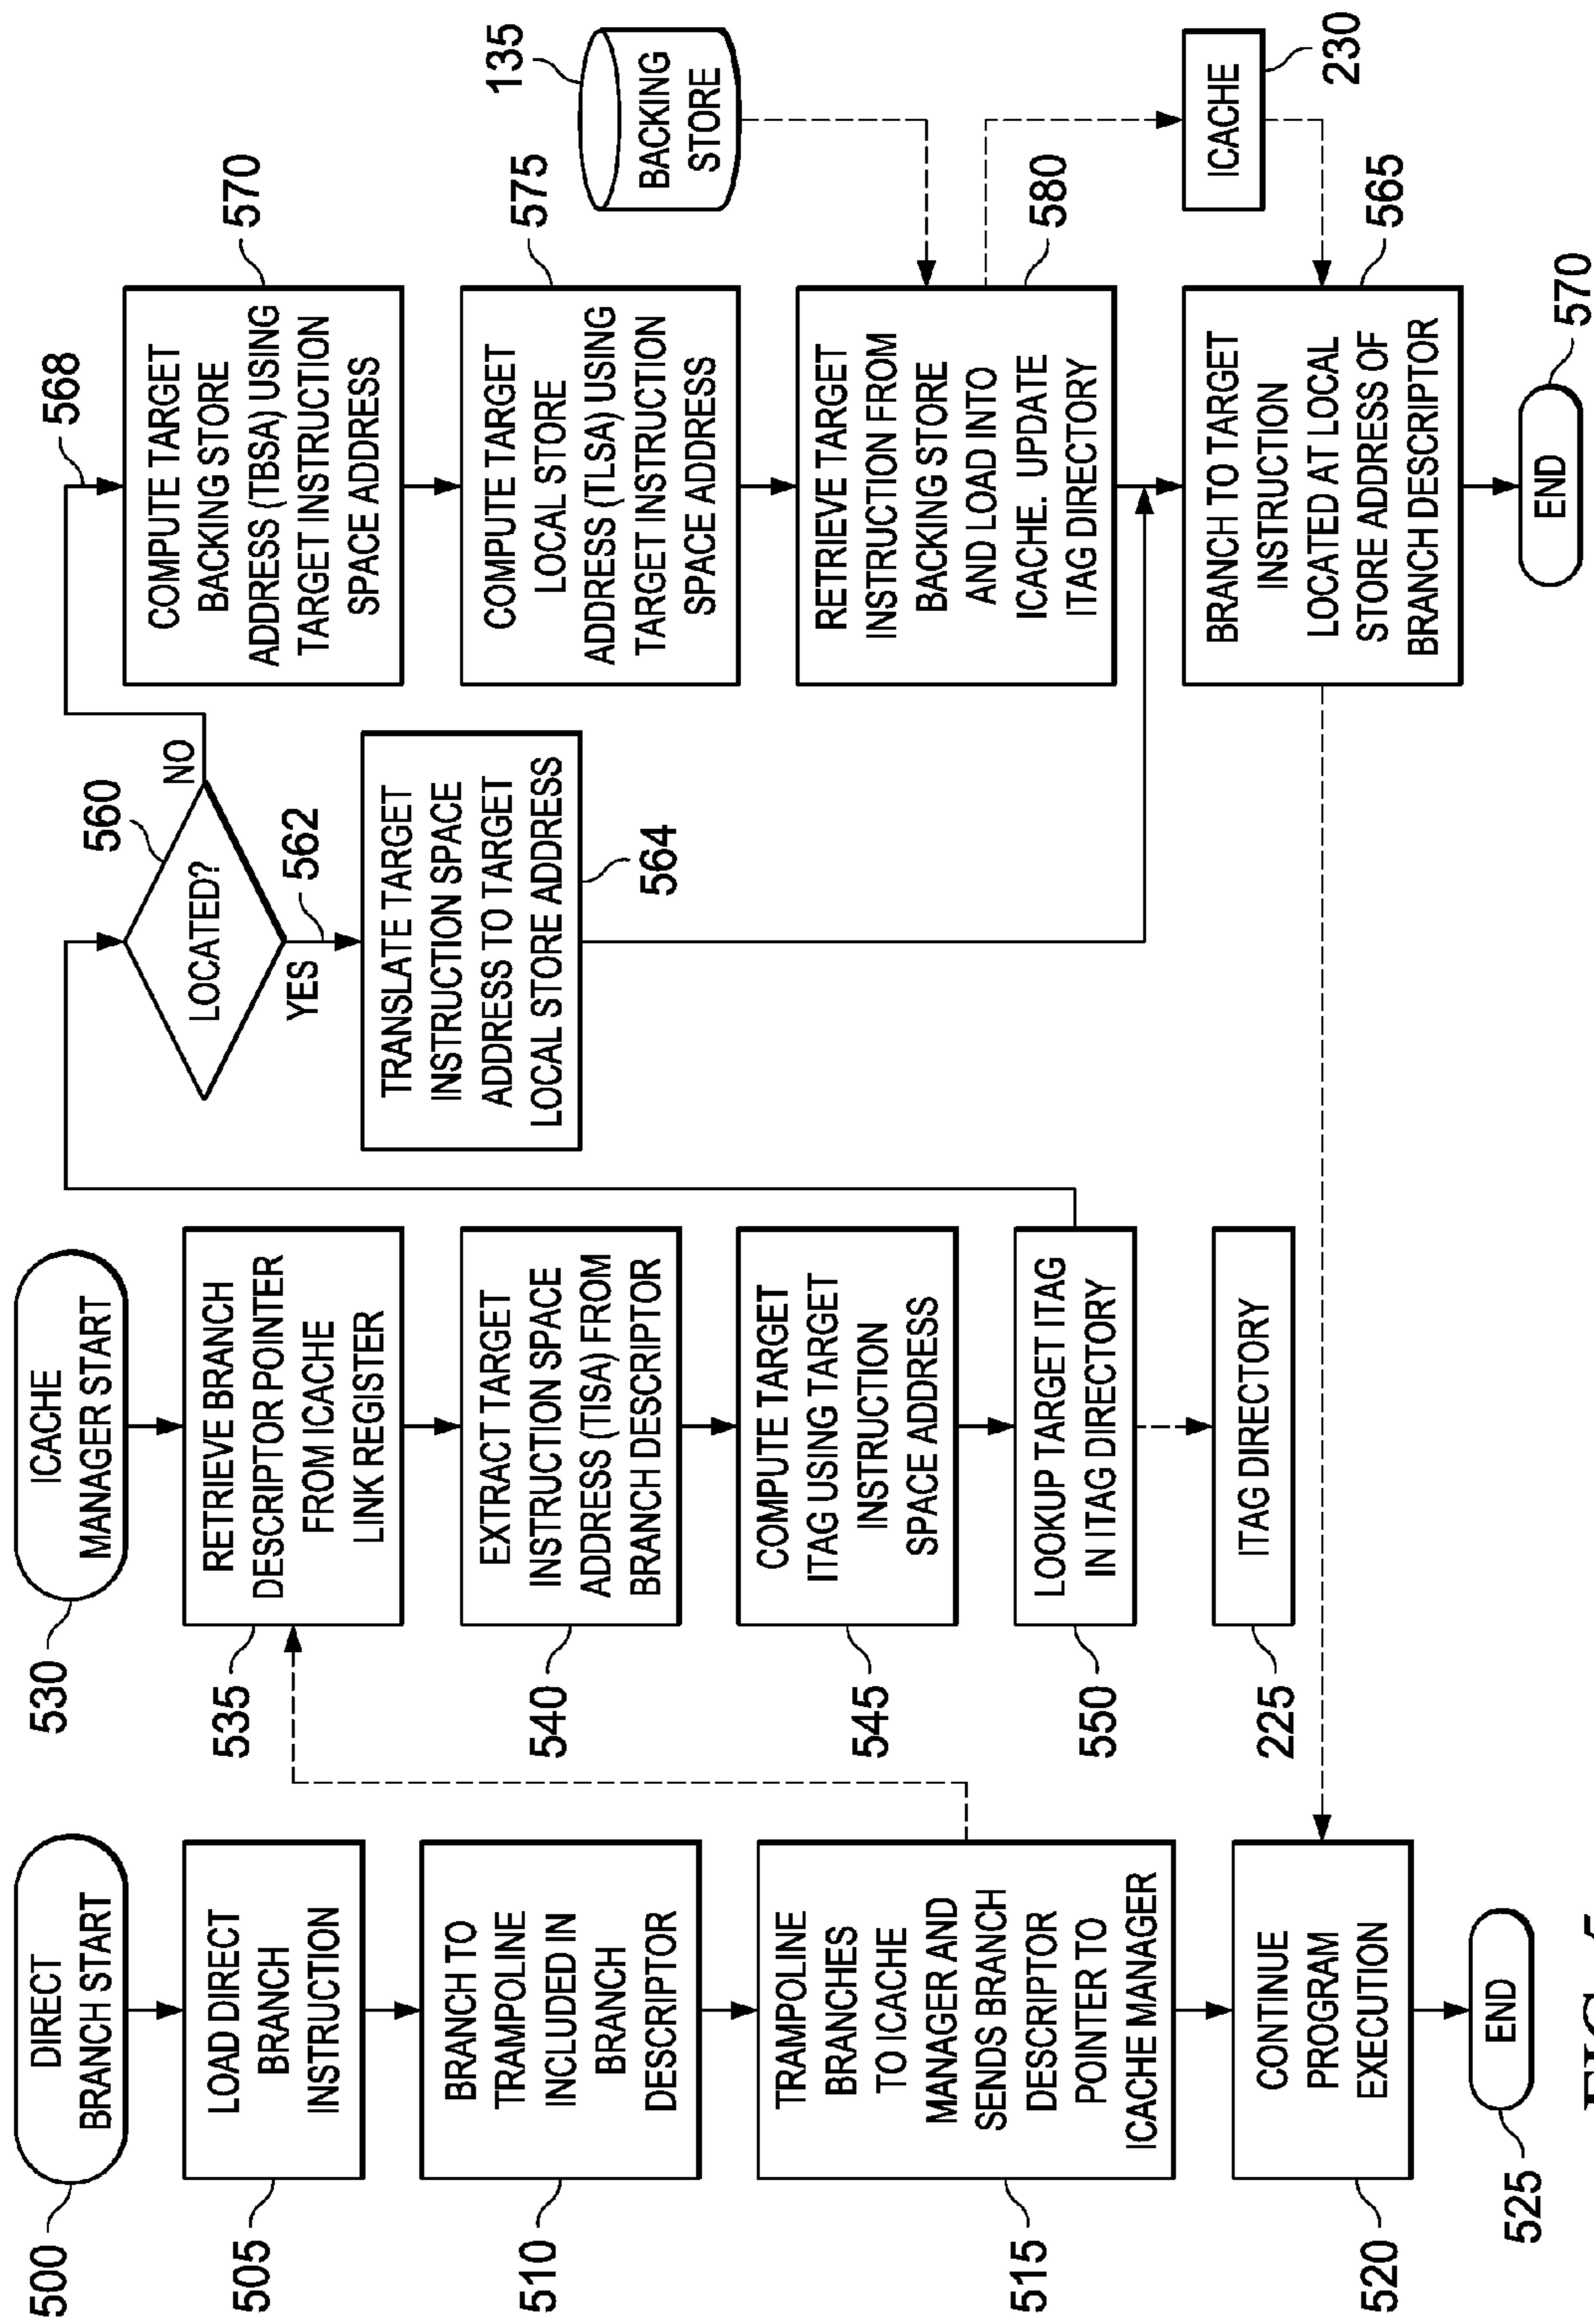 500
DIRECT
BRANCH START
505
LOAD DIRECT
BRANCH
INSTRUCTION
510
BRANCH TO
TRAMPOLINE
INCLUDED IN
BRANCH
DESCRIPTOR
515
TRAMPOLINE
BRANCHES
TO ICACHE
MANAGER AND
SENDS BRANCH
DESCRIPTOR
POINTER TO
ICACHE MANAGER
520
CONTINUE
PROGRAM
EXECUTION
525
END
530
ICACHE
MANAGER START
535
RETRIEVE BRANCH
DESCRIPTOR POINTER
FROM ICACHE
LINK REGISTER
540
EXTRACT TARGET
INSTRUCTION SPACE
ADDRESS (TISA) FROM
BRANCH DESCRIPTOR
545
COMPUTE TARGET
ITAG USING TARGET
INSTRUCTION
SPACE ADDRESS
550
LOOKUP TARGET ITAG
IN ITAG DIRECTORY
225
ITAG DIRECTORY
560
LOCATED?
NO
YES
562
TRANSLATE TARGET
INSTRUCTION SPACE
ADDRESS TO TARGET
LOCAL STORE ADDRESS
564
568
COMPUTE TARGET
BACKING STORE
ADDRESS (TBSA) USING
TARGET INSTRUCTION
SPACE ADDRESS
570
COMPUTE TARGET
LOCAL STORE
ADDRESS (TLSA) USING
TARGET INSTRUCTION
SPACE ADDRESS
575
RETRIEVE TARGET
INSTRUCTION FROM
BACKING STORE
AND LOAD INTO
ICACHE. UPDATE
ITAG DIRECTORY
580
BACKING
STORE
135
ICACHE
230
BRANCH TO TARGET
INSTRUCTION
LOCATED AT LOCAL
STORE ADDRESS OF
BRANCH DESCRIPTOR
565
END
570